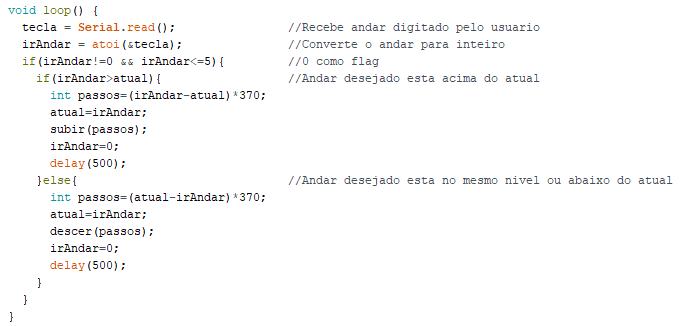 void loop() {
tecla = Serial.read(); //Recebe andar digitado pelo usuario
irAndar = atoi(&tecla); //Converte o andar para inteiro
if(irAndar!=0 && irAndar<=5){ //0 como flag
if(irAndar>atual){ //Andar desejado esta acima do atual
int passos=(irAndar-atual)*370;
atual=irAndar;
subir(passos);
irAndar=0;
delay(500);
}else{ //Andar desejado esta no mesmo nivel ou abaixo do atual
int passos=(atual-irAndar)*370;
atual=irAndar;
descer(passos);
irAndar=0;
delay(500);
}
}
}